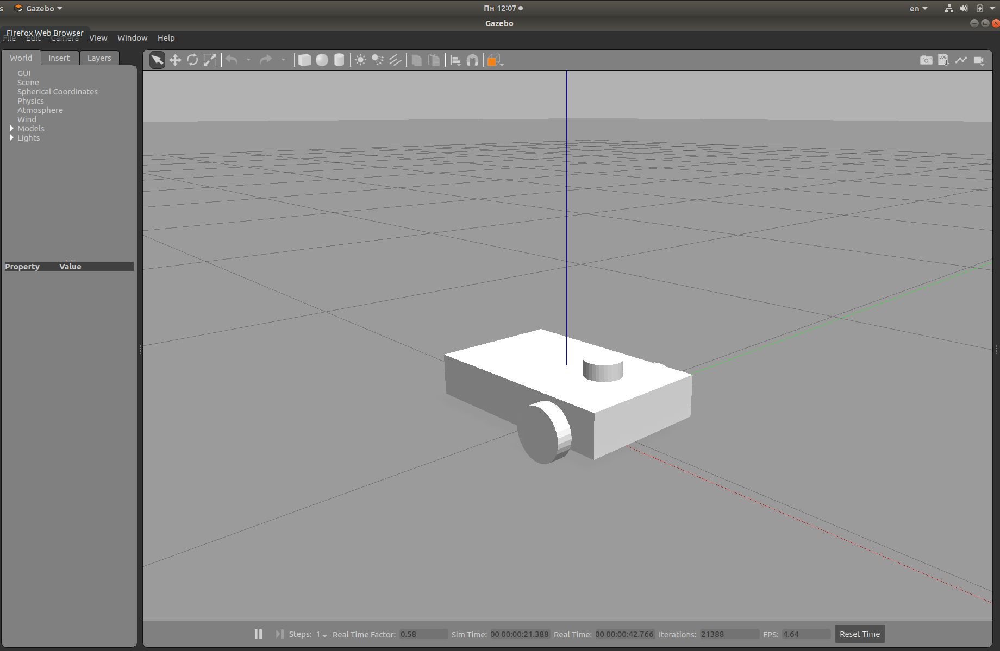 s Gazebo Пн 12:07 en
Gazebo
Firefox Web Browser
File Edit Camera View Window Help
World Insert Layers
LOG
GUI
Scene
Spherical Coordinates
Physics
Atmosphere
Wind
Models
Lights
Property Value
Steps: 1 Real Time Factor: 0.58 Sim Time: 00 00:00:21.388 Real Time: 00 00:00:42.766 Iterations: 21388 FPS: 4.64 Reset Time